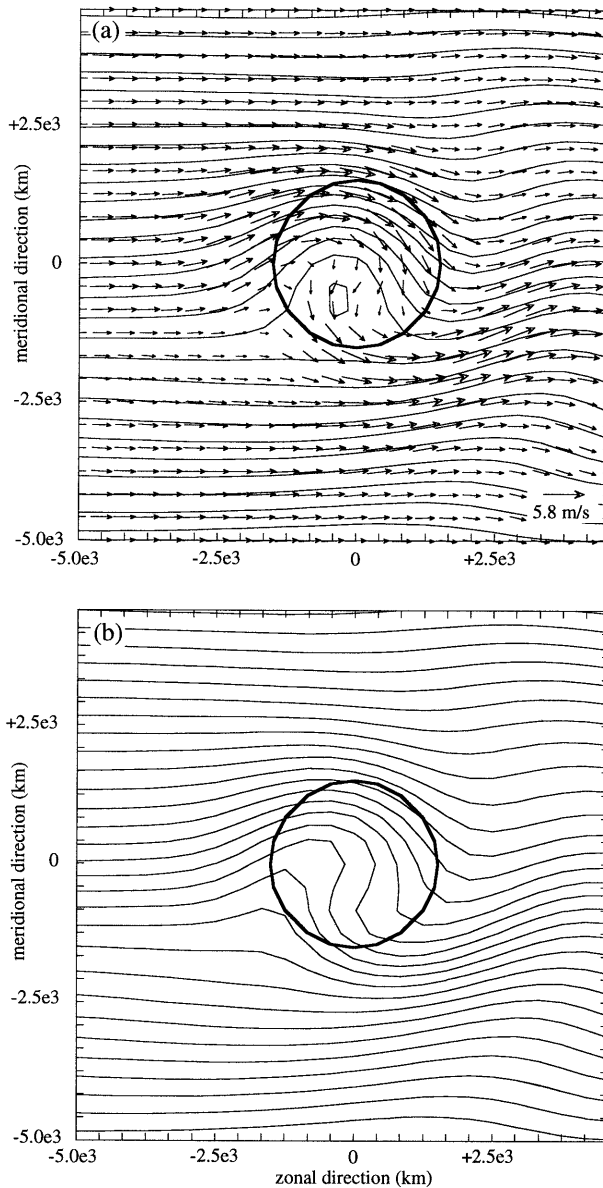 (a)
+2.5e3
0
-2.5e3
-5.0e3
meridional direction (km)
5.8 m/s
-5.0e3 -2.5e3 0 +2.5e3
(b)
+2.5e3
0
-2.5e3
-5.0e3
meridional direction (km)
-5.0e3 -2.5e3 0 +2.5e3
zonal direction (km)